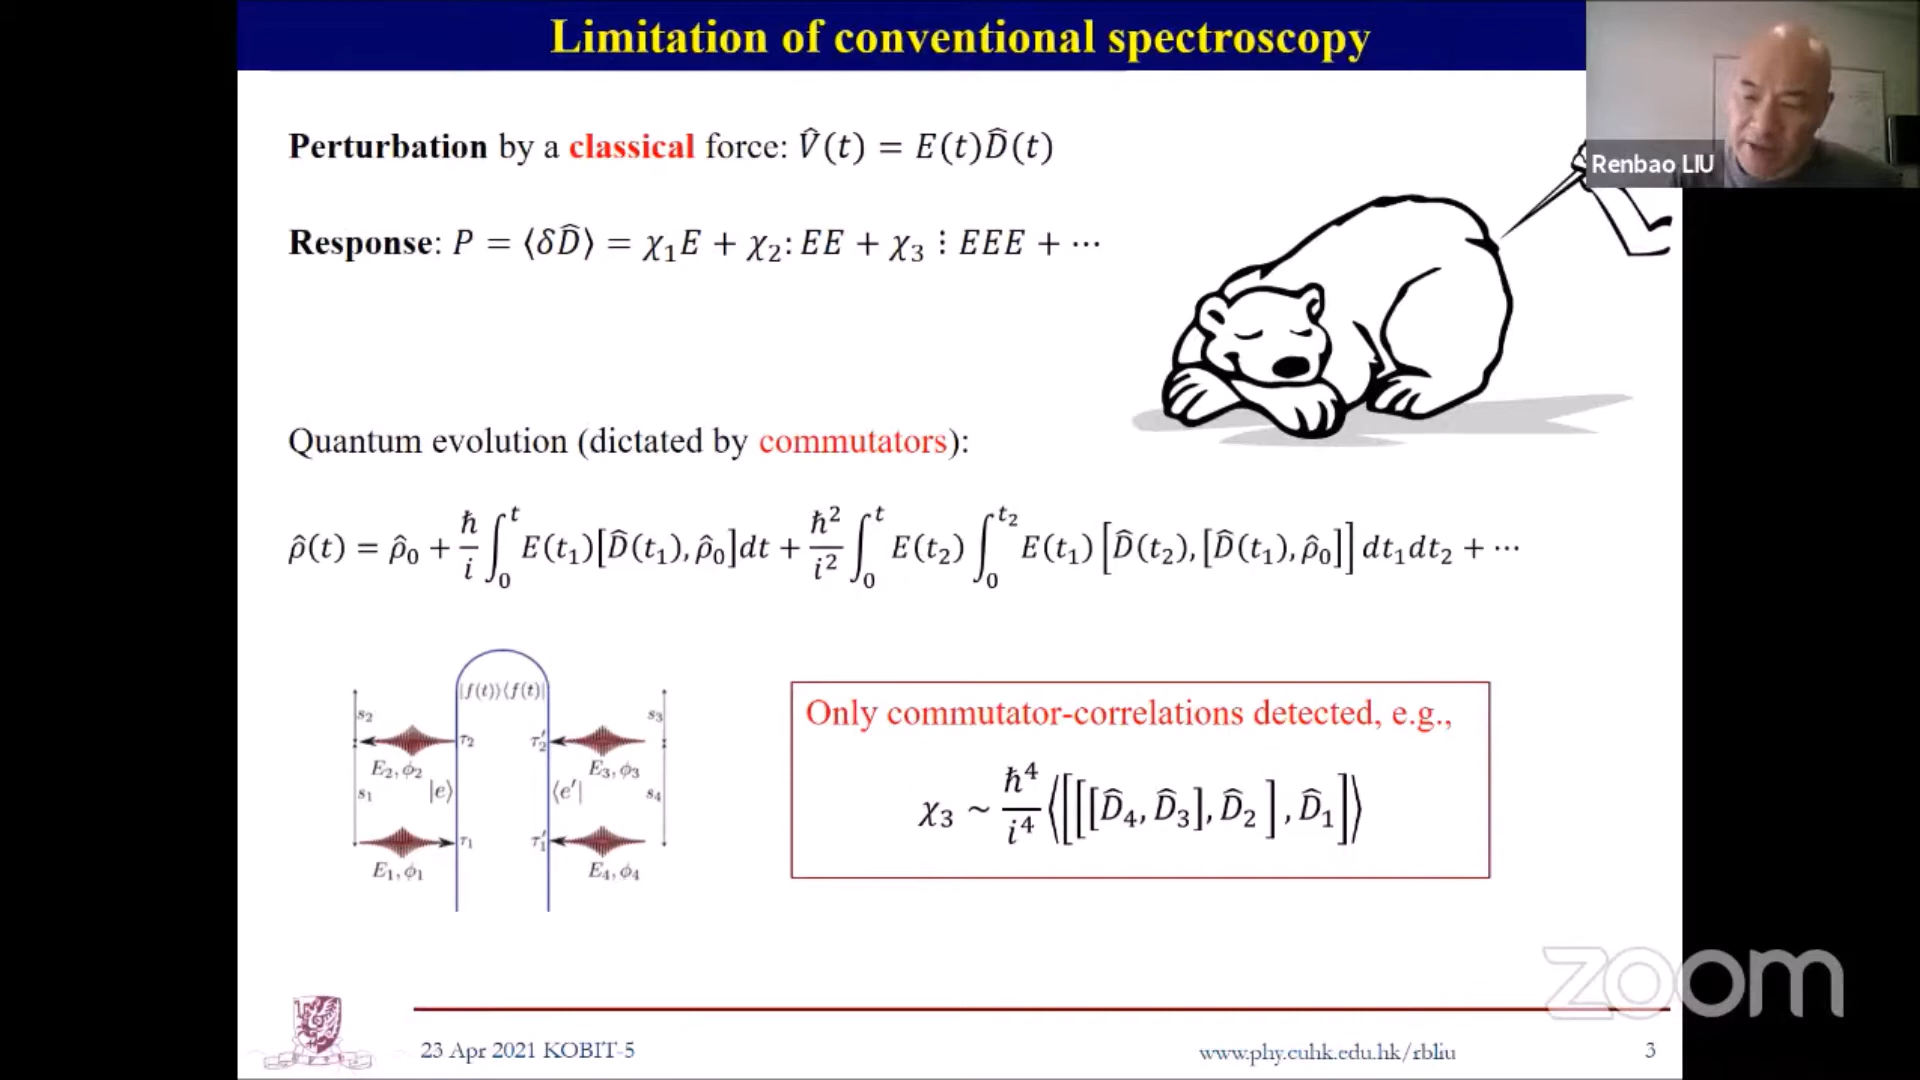 Limitation of conventional spectroscopy
Renbao LIU
Perturbation by a classical force: V̂(t) = E(t)D̂(t)
Response: P = ⟨δD̂⟩ = χ₁E + χ₂: EE + χ₃ ⋮ EEE + ⋯
Quantum evolution (dictated by commutators):
ρ̂(t) = ρ̂₀ + ħ/i ∫₀ᵗ E(t₁)[D̂(t₁), ρ̂₀]dt + ħ²/i² ∫₀ᵗ E(t₂) ∫₀^t₂ E(t₁) [D̂(t₂), [D̂(t₁), ρ̂₀]] dt₁dt₂ + ⋯
|f(t)⟩⟨f(t)|
s₂ s₃
τ₂ τ₂′
E₂, ϕ₂ E₃, ϕ₃
s₁ |e⟩ ⟨e′| s₄
τ₁ τ₁′
E₁, ϕ₁ E₄, ϕ₄
Only commutator-correlations detected, e.g.,
χ₃ ~ ħ⁴/i⁴ ⟨[[[D̂₄, D̂₃], D̂₂ ] , D̂₁]⟩
zoom
23 Apr 2021 KOBIT-5
www.phy.cuhk.edu.hk/rbliu
3